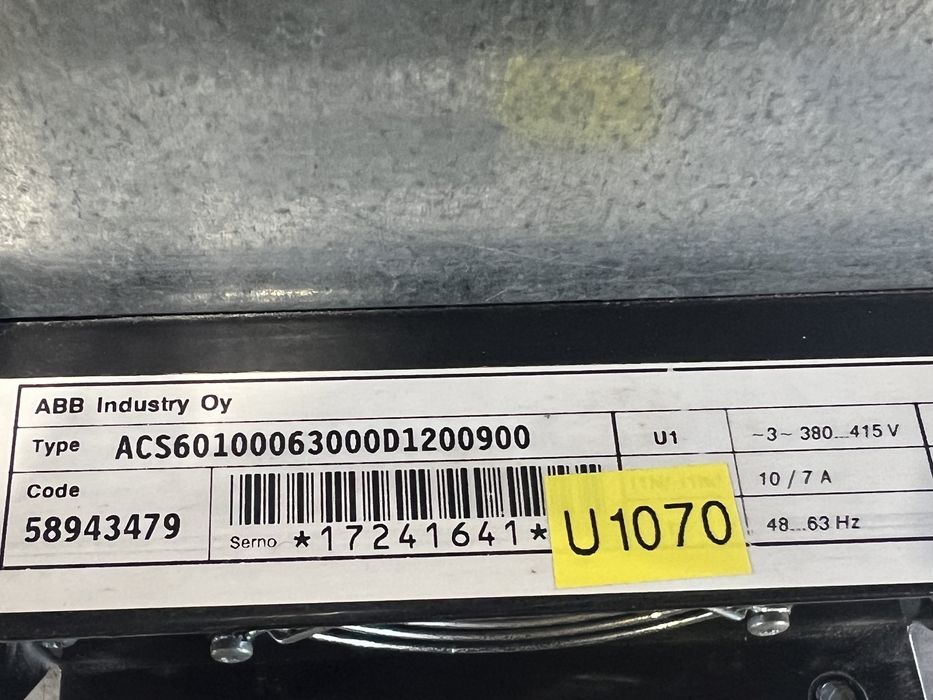 ABB Industry Oy
Type ACS60100063000D1200900
U1 ~3~ 380...415 V
10 / 7 A
48...63 Hz
Code
58943479
Serno *17241641*
U1070